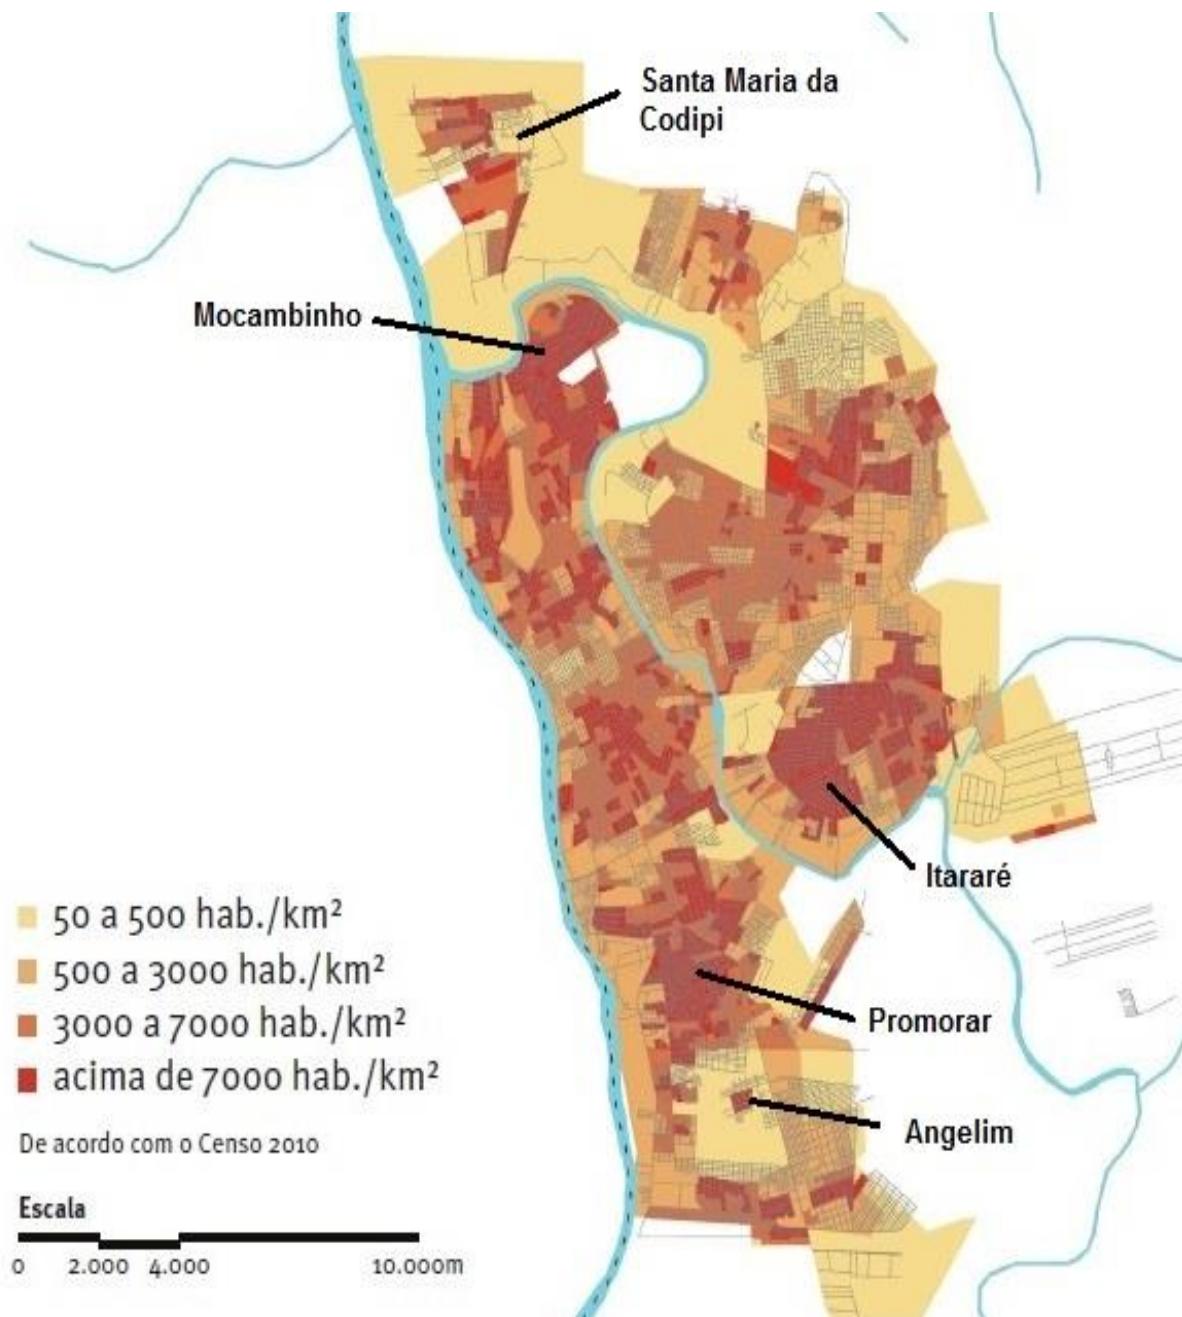 Santa Maria da
Codipi
Mocambinho
Itararé
50 a 500 hab./km²
500 a 3000 hab./km²
3000 a 7000 hab./km²
acima de 7000 hab./km²
Promorar
Angelim
De acordo com o Censo 2010
Escala
0 2.000 4.000 10.000m